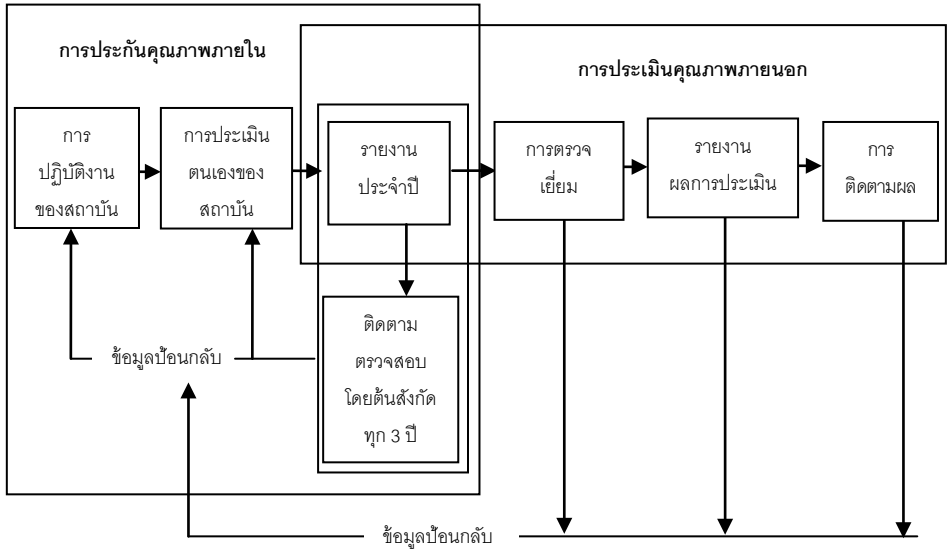 การประกันคุณภาพภายใน
การประเมินคุณภาพภายนอก
การ
ปฏิบัติงาน
ของสถาบัน
การประเมิน
ตนเองของ
สถาบัน
รายงาน
ประจำปี
การตรวจ
เยี่ยม
รายงาน
ผลการประเมิน
การ
ติดตามผล
ติดตาม
ตรวจสอบ
โดยต้นสังกัด
ทุก 3 ปี
ข้อมูลป้อนกลับ
ข้อมูลป้อนกลับ